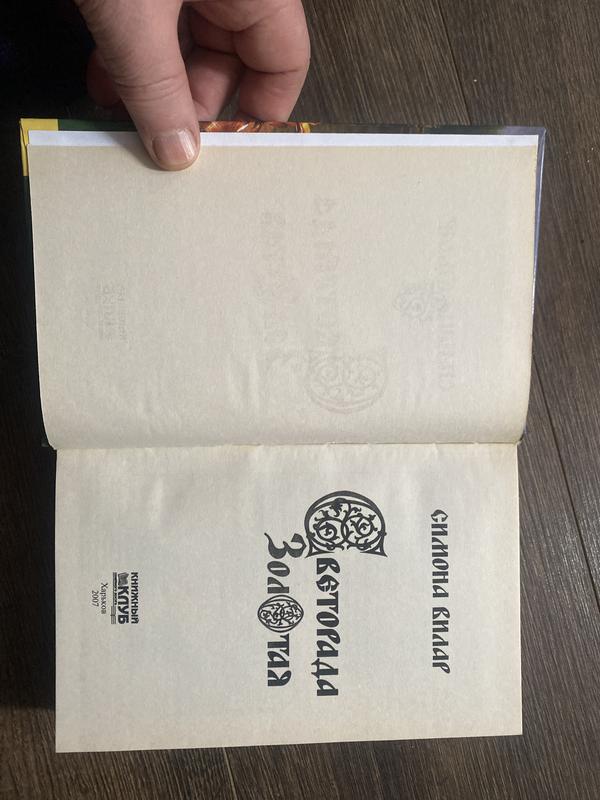 СИМОНА ВИЛАР
СВЕТОРАДА
ЗОЛОТАЯ
КНИЖНЫЙ
КЛУБ
Харьков
2007